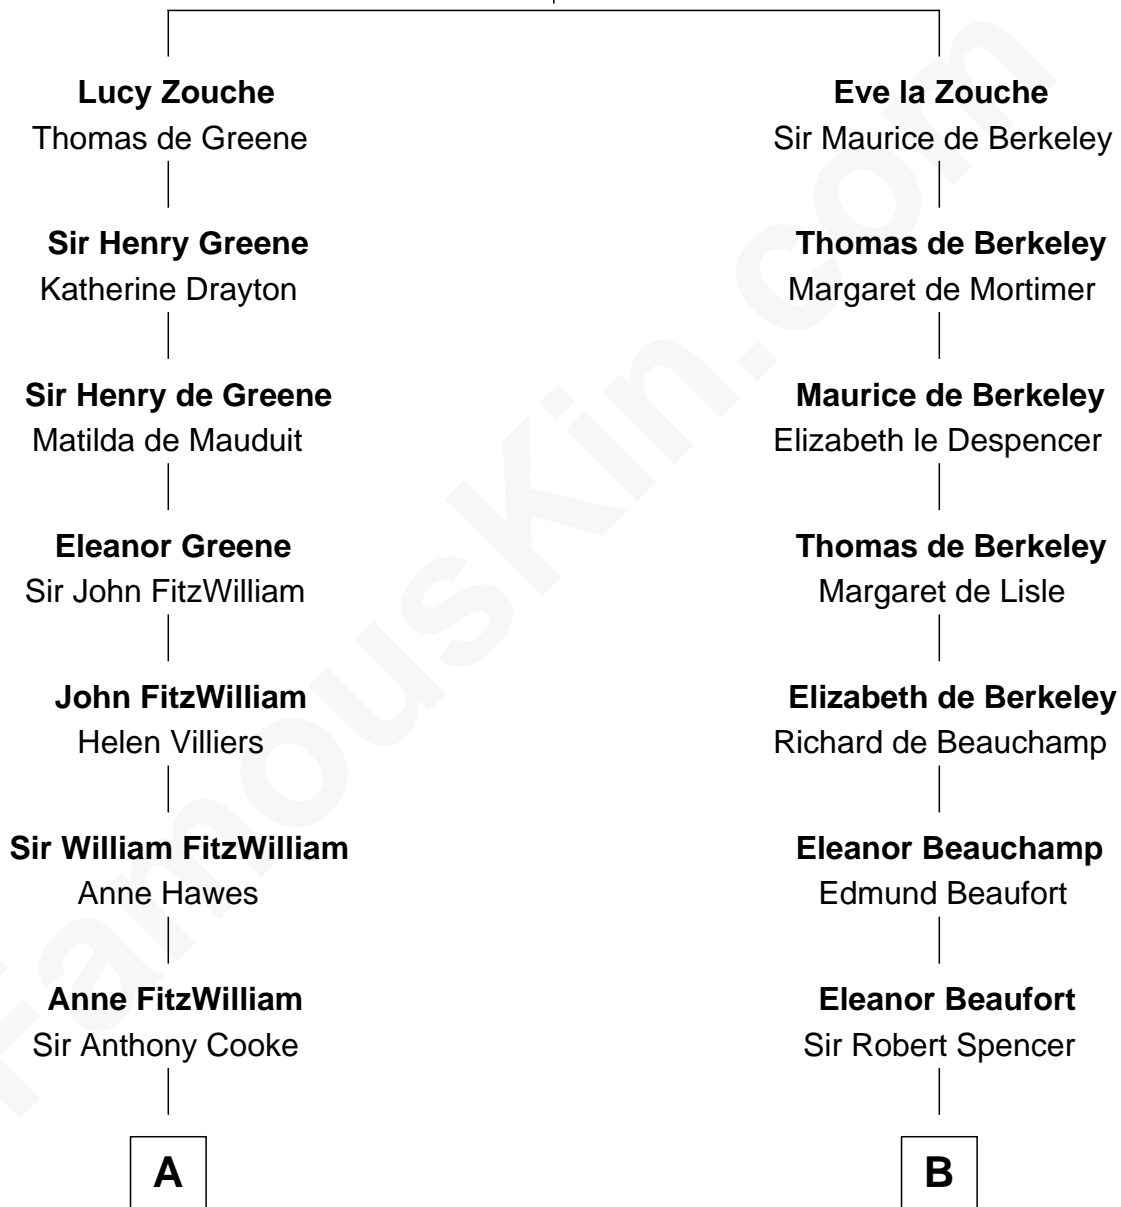 Lucy Zouche
Thomas de Greene
Eve la Zouche
Sir Maurice de Berkeley
Sir Henry Greene
Katherine Drayton
Thomas de Berkeley
Margaret de Mortimer
Sir Henry de Greene
Matilda de Mauduit
Maurice de Berkeley
Elizabeth le Despencer
Eleanor Greene
Sir John FitzWilliam
Thomas de Berkeley
Margaret de Lisle
John FitzWilliam
Helen Villiers
Elizabeth de Berkeley
Richard de Beauchamp
Sir William FitzWilliam
Anne Hawes
Eleanor Beauchamp
Edmund Beaufort
Anne FitzWilliam
Sir Anthony Cooke
Eleanor Beaufort
Sir Robert Spencer
A
B
FamousKin.com